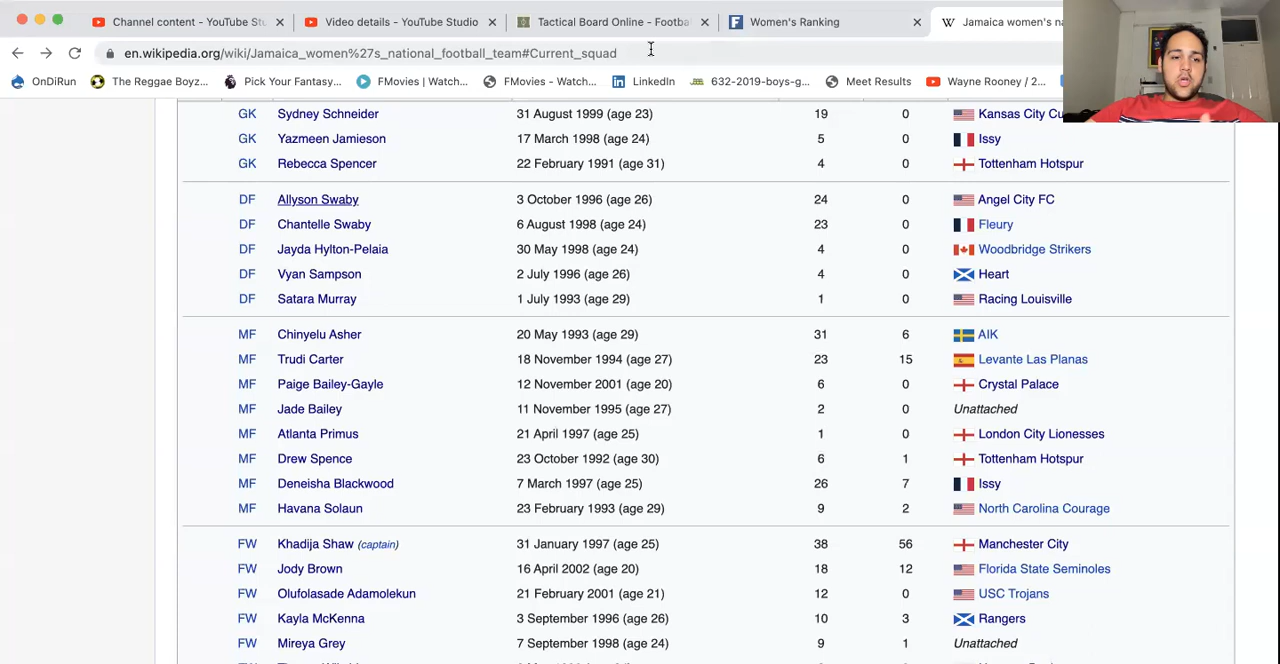 Channel content - YouTube Stu
Video details - YouTube Studio
Tactical Board Online - Footba
Women's Ranking
Jamaica women's na
en.wikipedia.org/wiki/Jamaica_women%27s_national_football_team#Current_squad
OnDiRun
The Reggae Boyz...
Pick Your Fantasy...
FMovies | Watch...
FMovies - Watch...
LinkedIn
632-2019-boys-g...
Meet Results
Wayne Rooney / 2...
GK Sydney Schneider 31 August 1999 (age 23) 19 0 Kansas City Cu
GK Yazmeen Jamieson 17 March 1998 (age 24) 5 0 Issy
GK Rebecca Spencer 22 February 1991 (age 31) 4 0 Tottenham Hotspur
DF Allyson Swaby 3 October 1996 (age 26) 24 0 Angel City FC
DF Chantelle Swaby 6 August 1998 (age 24) 23 0 Fleury
DF Jayda Hylton-Pelaia 30 May 1998 (age 24) 4 0 Woodbridge Strikers
DF Vyan Sampson 2 July 1996 (age 26) 4 0 Heart
DF Satara Murray 1 July 1993 (age 29) 1 0 Racing Louisville
MF Chinyelu Asher 20 May 1993 (age 29) 31 6 AIK
MF Trudi Carter 18 November 1994 (age 27) 23 15 Levante Las Planas
MF Paige Bailey-Gayle 12 November 2001 (age 20) 6 0 Crystal Palace
MF Jade Bailey 11 November 1995 (age 27) 2 0 Unattached
MF Atlanta Primus 21 April 1997 (age 25) 1 0 London City Lionesses
MF Drew Spence 23 October 1992 (age 30) 6 1 Tottenham Hotspur
MF Deneisha Blackwood 7 March 1997 (age 25) 26 7 Issy
MF Havana Solaun 23 February 1993 (age 29) 9 2 North Carolina Courage
FW Khadija Shaw (captain) 31 January 1997 (age 25) 38 56 Manchester City
FW Jody Brown 16 April 2002 (age 20) 18 12 Florida State Seminoles
FW Olufolasade Adamolekun 21 February 2001 (age 21) 12 0 USC Trojans
FW Kayla McKenna 3 September 1996 (age 26) 10 3 Rangers
FW Mireya Grey 7 September 1998 (age 24) 9 1 Unattached